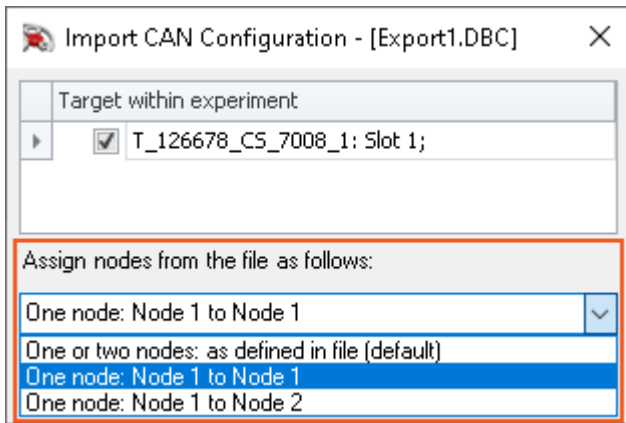 Import CAN Configuration - [Export1.DBC]
Target within experiment
T_126678_CS_7008_1: Slot 1;
Assign nodes from the file as follows:
One node: Node 1 to Node 1
One or two nodes: as defined in file (default)
One node: Node 1 to Node 1
One node: Node 1 to Node 2